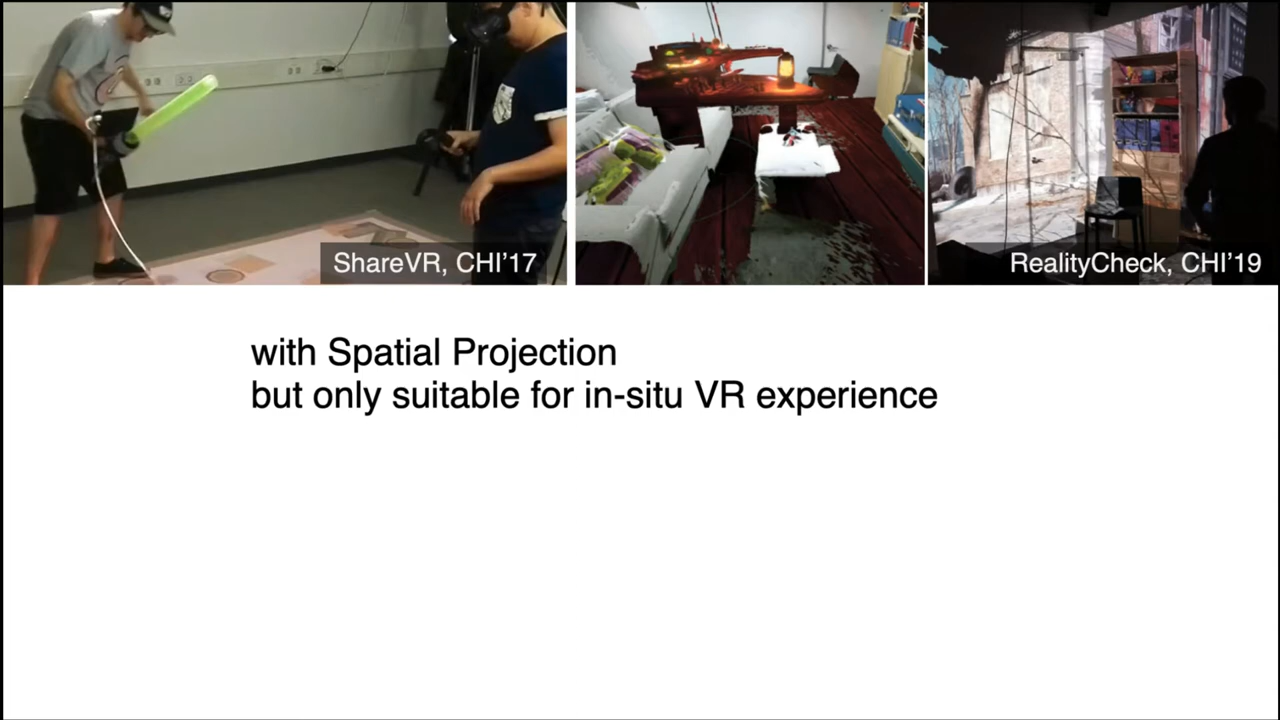 ShareVR, CHI’17
RealityCheck, CHI’19
with Spatial Projection
but only suitable for in-situ VR experience